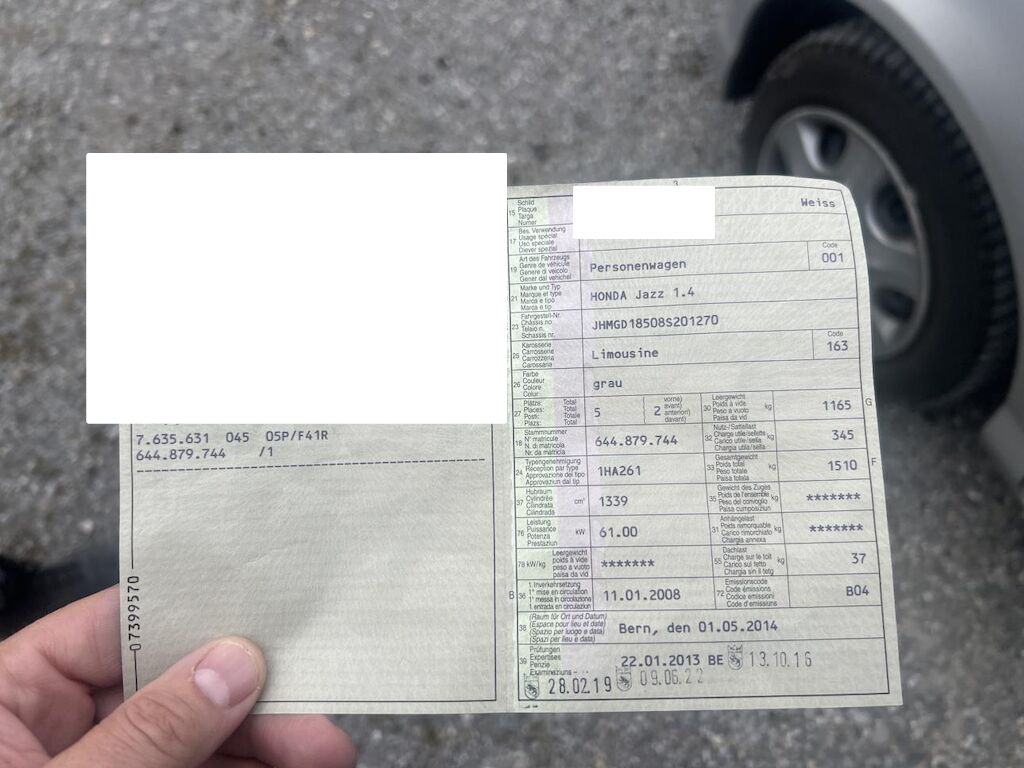 7.635.631 045 05P/F41R
644.879.744 /1
07399570
3
15 Schild
Plaque
Targa
Numer
Weiss
17 Bes. Verwendung
Usage spécial
Uso speciale
Diever spezial
19 Art des Fahrzeugs
Genre de véhicule
Genere di veicolo
Gener dal vehichel
Personenwagen
Code
001
21 Marke und Typ
Marque et type
Marca e tipo
Marca e tip
HONDA Jazz 1.4
23 Fahrgestell-Nr.
Châssis no
Telaio n.
Schassis nr.
JHMGD18508S201270
25 Karosserie
Carrosserie
Carrozzeria
Carossaria
Limousine
Code
163
26 Farbe
Couleur
Colore
Colur
grau
27 Plätze: Total
Places: Total
Posti: Totale
Plazs: Total
5
2 vorne)
avant)
anteriori)
davant)
30 Leergewicht
Poids à vide
Peso a vuoto
Paisa da vid
kg
1165
G
18 Stammnummer
N° matricule
N. di matricola
Nr. da matricla
644.879.744
32 Nutz-/Sattellast
Charge utile/sellette
Carico utile/sella
Chargia utila/sella
kg
345
24 Typengenehmigung
Réception par type
Approvazione del tipo
Approvaziun dal tip
1HA261
33 Gesamtgewicht
Poids total
Peso totale
Paisa totala
kg
1510
F
37 Hubraum
Cylindrée
Cilindrata
Cilindrada
cm³
1339
35 Gewicht des Zuges
Poids de l'ensemble
Peso del convoglio
Paisa cumposiziun
kg
*******
76 Leistung
Puissance
Potenza
Prestaziun
kW
61.00
31 Anhängelast
Poids remorquable
Carico rimorchiato
Chargia annexa
kg
*******
78 kW/kg Leergewicht
poids à vide
peso a vuoto
paisa da vid
*******
55 Dachlast
Charge sur le toit
Carico sul tetto
Chargia sin il tetg
kg
37
B 36 1. Inverkehrsetzung
1re mise en circulation
1a messa in circolazione
1. entrada en circulaziun
11.01.2008
72 Emissionscode
Code émissions
Codice emissioni
Code d'emissiuns
B04
38 (Raum für Ort und Datum)
(Espace pour lieu et date)
(Spazio per luogo e data)
(Spazi per lieu e data)
Bern, den 01.05.2014
39 Prüfungen
Expertises
Perizie
Examinaziuns
22.01.2013 BE 13.10.16
28.02.19 09.06.22